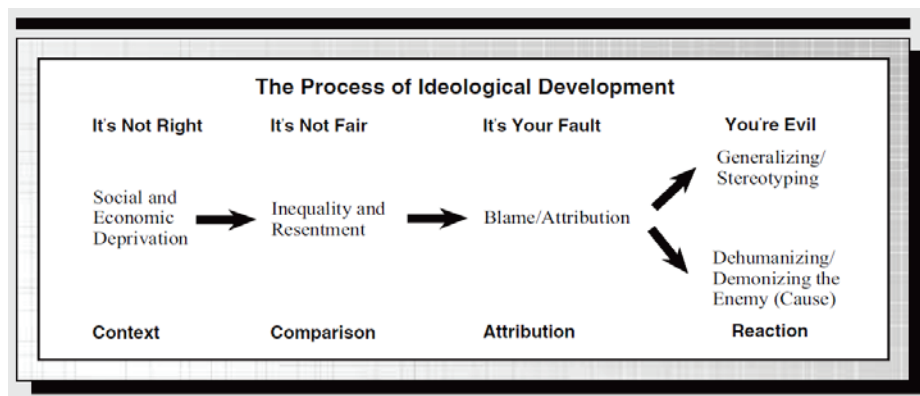 The Process of Ideological Development
It's Not Right
It's Not Fair
It's Your Fault
You're Evil
Social and
Economic
Deprivation
Inequality and
Resentment
Blame/Attribution
Generalizing/
Stereotyping
Dehumanizing/
Demonizing the
Enemy (Cause)
Context
Comparison
Attribution
Reaction